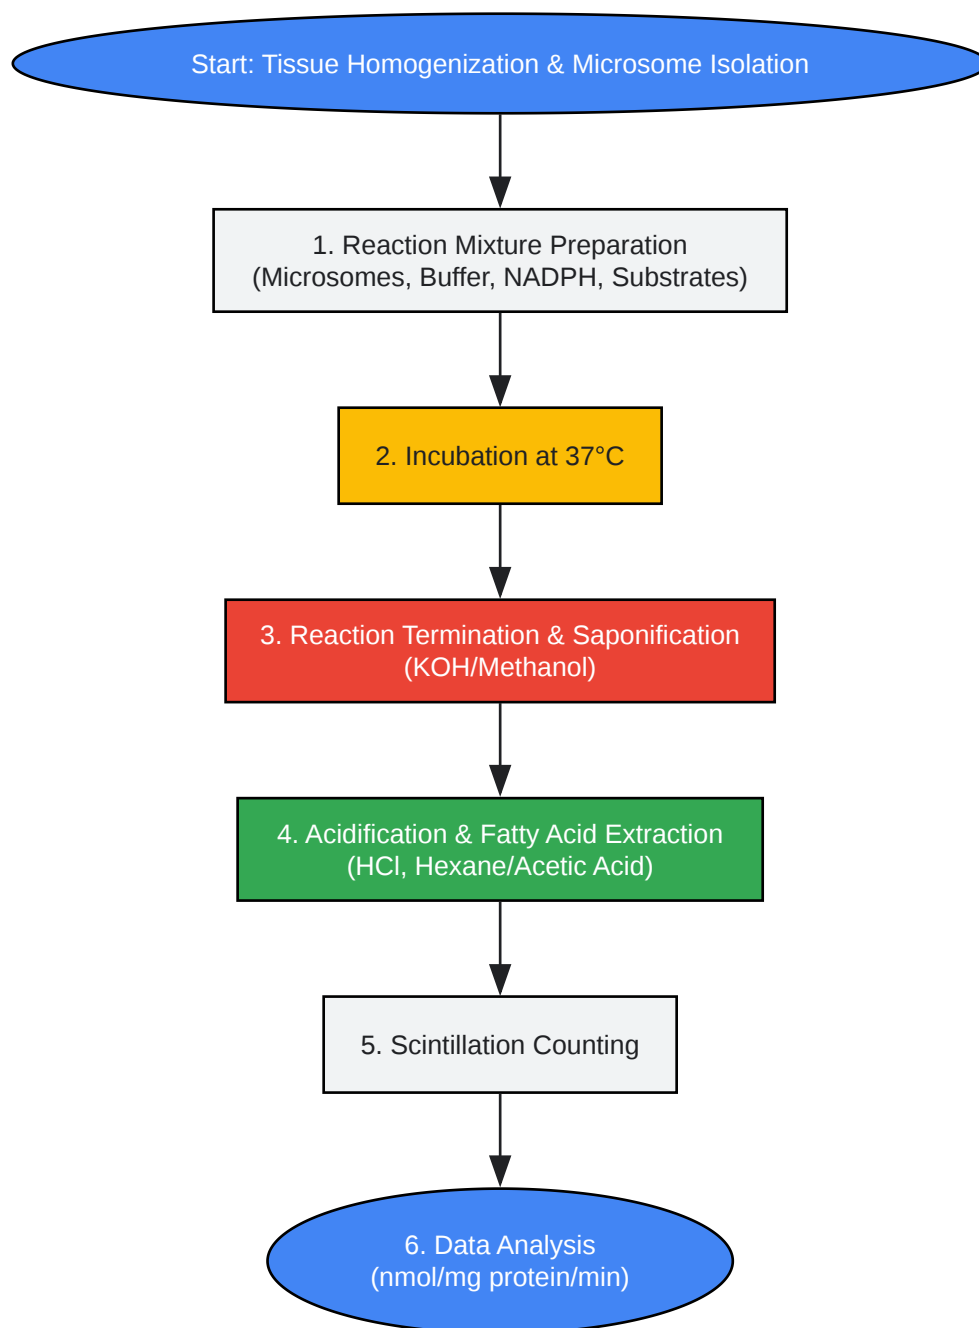 Start: Tissue Homogenization & Microsome Isolation
1. Reaction Mixture Preparation
(Microsomes, Buffer, NADPH, Substrates)
2. Incubation at 37°C
3. Reaction Termination & Saponification
(KOH/Methanol)
4. Acidification & Fatty Acid Extraction
(HCl, Hexane/Acetic Acid)
5. Scintillation Counting
6. Data Analysis
(nmol/mg protein/min)